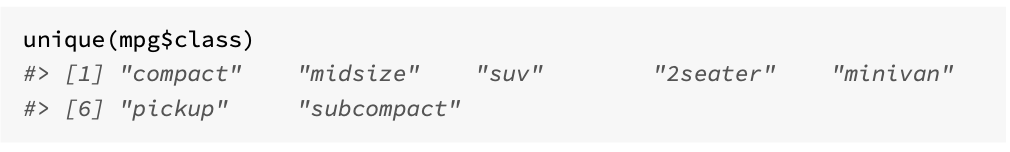 unique(mpg$class)
#> [1] "compact"    "midsize"    "suv"        "2seater"    "minivan"
#> [6] "pickup"     "subcompact"